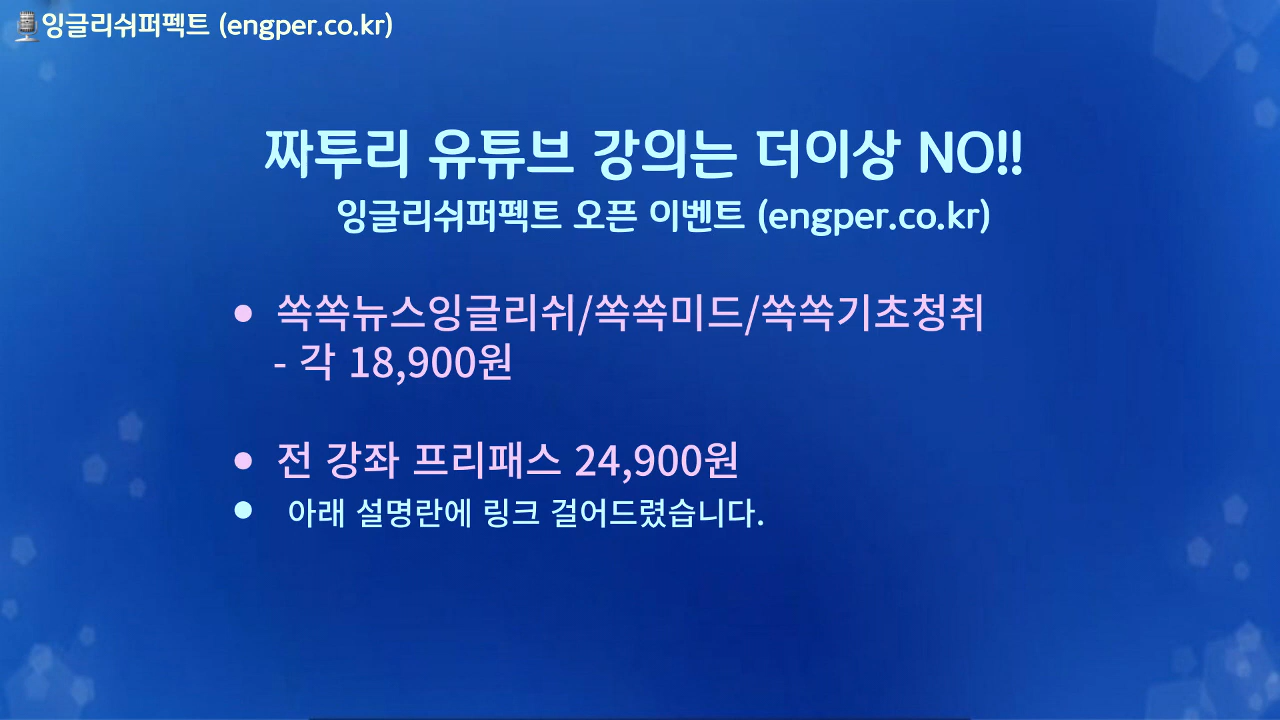 잉글리쉬퍼펙트 (engper.co.kr)
짜투리 유튜브 강의는 더이상 NO!!
잉글리쉬퍼펙트 오픈 이벤트 (engper.co.kr)
● 쏙쏙뉴스잉글리쉬/쏙쏙미드/쏙쏙기초청취
- 각 18,900원
● 전 강좌 프리패스 24,900원
● 아래 설명란에 링크 걸어드렸습니다.